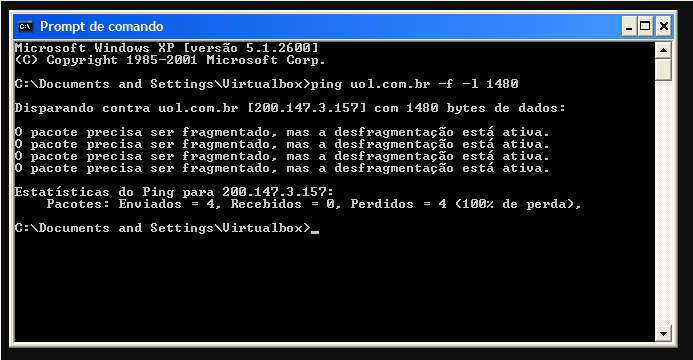 Prompt de comando
Microsoft Windows XP [versão 5.1.2600]
(C) Copyright 1985-2001 Microsoft Corp.
C:\Documents and Settings\Virtualbox>ping uol.com.br -f -l 1480
Disparando contra uol.com.br [200.147.3.157] com 1480 bytes de dados:
O pacote precisa ser fragmentado, mas a desfragmentação está ativa.
O pacote precisa ser fragmentado, mas a desfragmentação está ativa.
O pacote precisa ser fragmentado, mas a desfragmentação está ativa.
O pacote precisa ser fragmentado, mas a desfragmentação está ativa.
Estatísticas do Ping para 200.147.3.157:
Pacotes: Enviados = 4, Recebidos = 0, Perdidos = 4 (100% de perda),
C:\Documents and Settings\Virtualbox>_